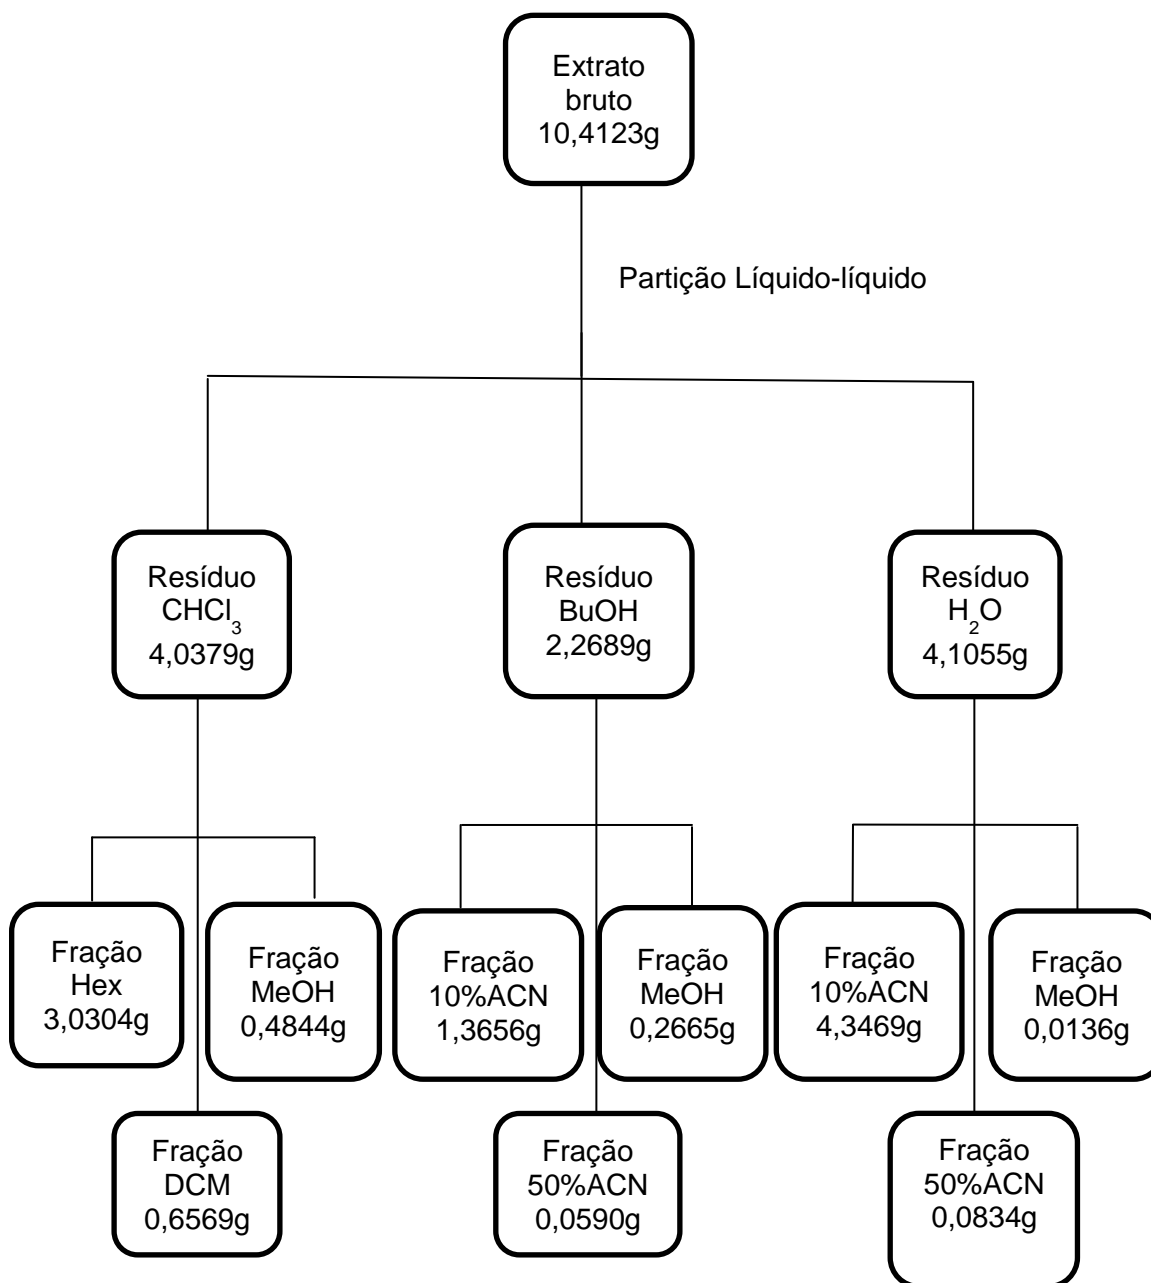 Extrato
bruto
10,4123g
Partição Líquido-líquido
Resíduo
CHCl₃
4,0379g
Resíduo
BuOH
2,2689g
Resíduo
H₂O
4,1055g
Fração
Hex
3,0304g
Fração
MeOH
0,4844g
Fração
10%ACN
1,3656g
Fração
MeOH
0,2665g
Fração
10%ACN
4,3469g
Fração
MeOH
0,0136g
Fração
DCM
0,6569g
Fração
50%ACN
0,0590g
Fração
50%ACN
0,0834g